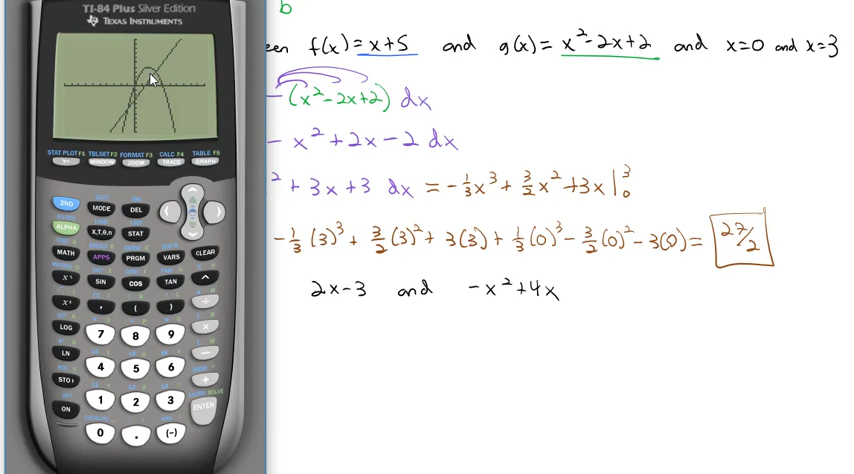 TI-84 Plus Silver Edition
TEXAS INSTRUMENTS
b
een f(x) = x+5 and g(x) = x² - 2x + 2 and x=0 and x=3
- (x² - 2x + 2) dx
- x² + 2x - 2 dx
² + 3x + 3 dx = -⅓x³ + 3/2 x² + 3x |₀³
-⅓(3)³ + 3/2(3)² + 3(3) + ⅓(0)³ - 3/2(0)² - 3(0) = 27/2
2x-3 and -x² + 4x
STAT PLOT F1 TBLSET F2 FORMAT F3 CALC F4 TABLE F5
Y= WINDOW ZOOM TRACE GRAPH
2ND MODE DEL
ALPHA X,T,θ,n STAT
MATH APPS PRGM VARS CLEAR
x⁻¹ SIN COS TAN ^
x² , ( ) ÷
LOG 7 8 9 ×
LN 4 5 6 −
STO› 1 2 3 +
ON 0 . (-) ENTER